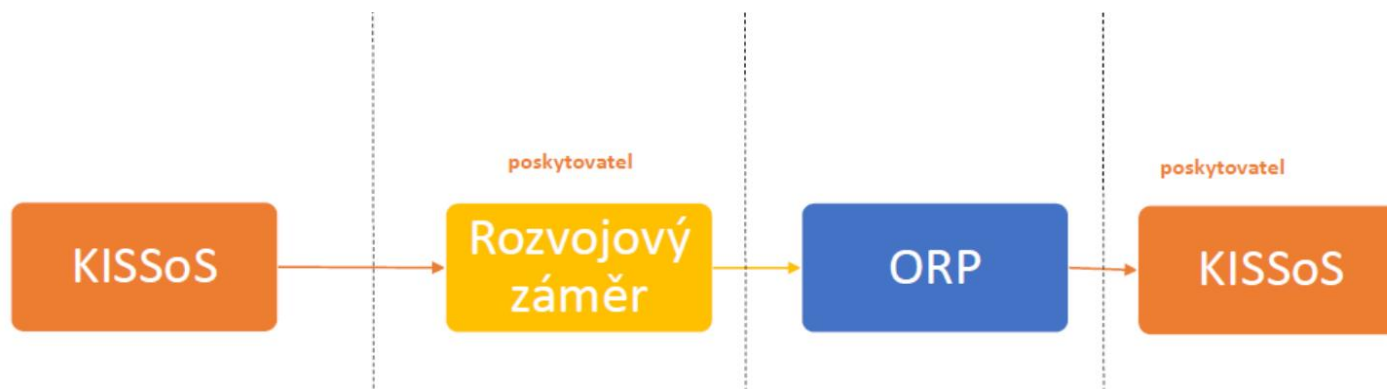 poskytovatel
poskytovatel
KISSoS
Rozvojový
záměr
ORP
KISSoS